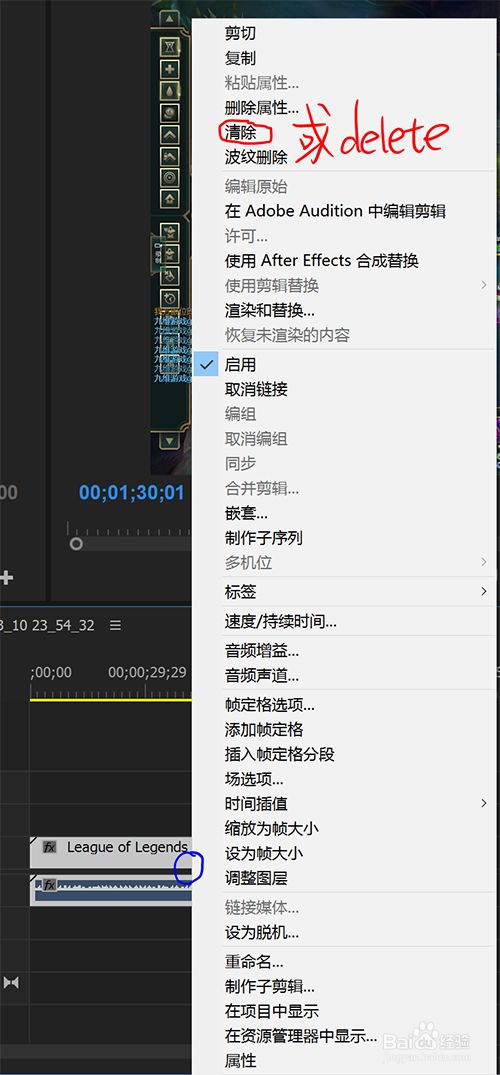 剪切
复制
粘贴属性...
删除属性...
清除
或delete
波纹删除
编辑原始
在 Adobe Audition 中编辑剪辑
许可...
使用 After Effects 合成替换
使用剪辑替换
渲染和替换...
恢复未渲染的内容
启用
取消链接
编组
取消编组
同步
合并剪辑...
00
00;01;30;01
嵌套...
制作子序列
多机位
标签
3_10 23_54_32
速度/持续时间...
音频增益...
;00;00
00;00;29;29
音频声道...
帧定格选项...
添加帧定格
插入帧定格分段
场选项...
时间插值
缩放为帧大小
fx League of Legends
设为帧大小
调整图层
fx
链接媒体...
设为脱机...
重命名...
制作子剪辑...
在项目中显示
在资源管理器中显示...
属性
Baidu经验
jingyan.baidu.com